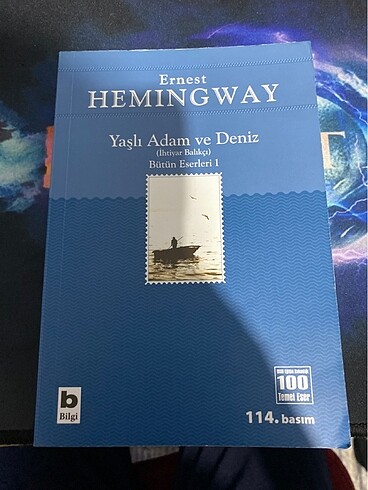 Ernest
HEMINGWAY
Yaşlı Adam ve Deniz
(İhtiyar Balıkçı)
Bütün Eserleri 1
b
Bilgi
100
Temel Eser
114. basım